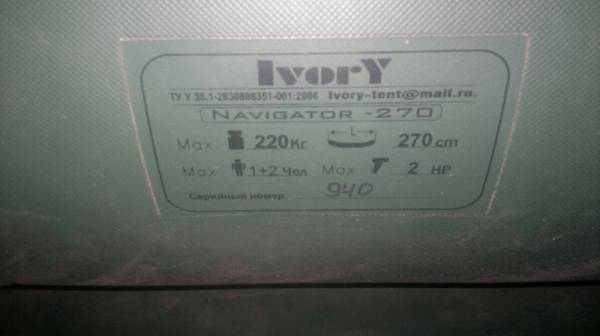 IvorY
ТУ У 35.1-2830806351-001:2006 Ivory-tent@mail.ru.
NAVIGATOR -270
Max 220Кг L 270cm
Max 1+2 Чел Max 2 HP
Серийный номер 940